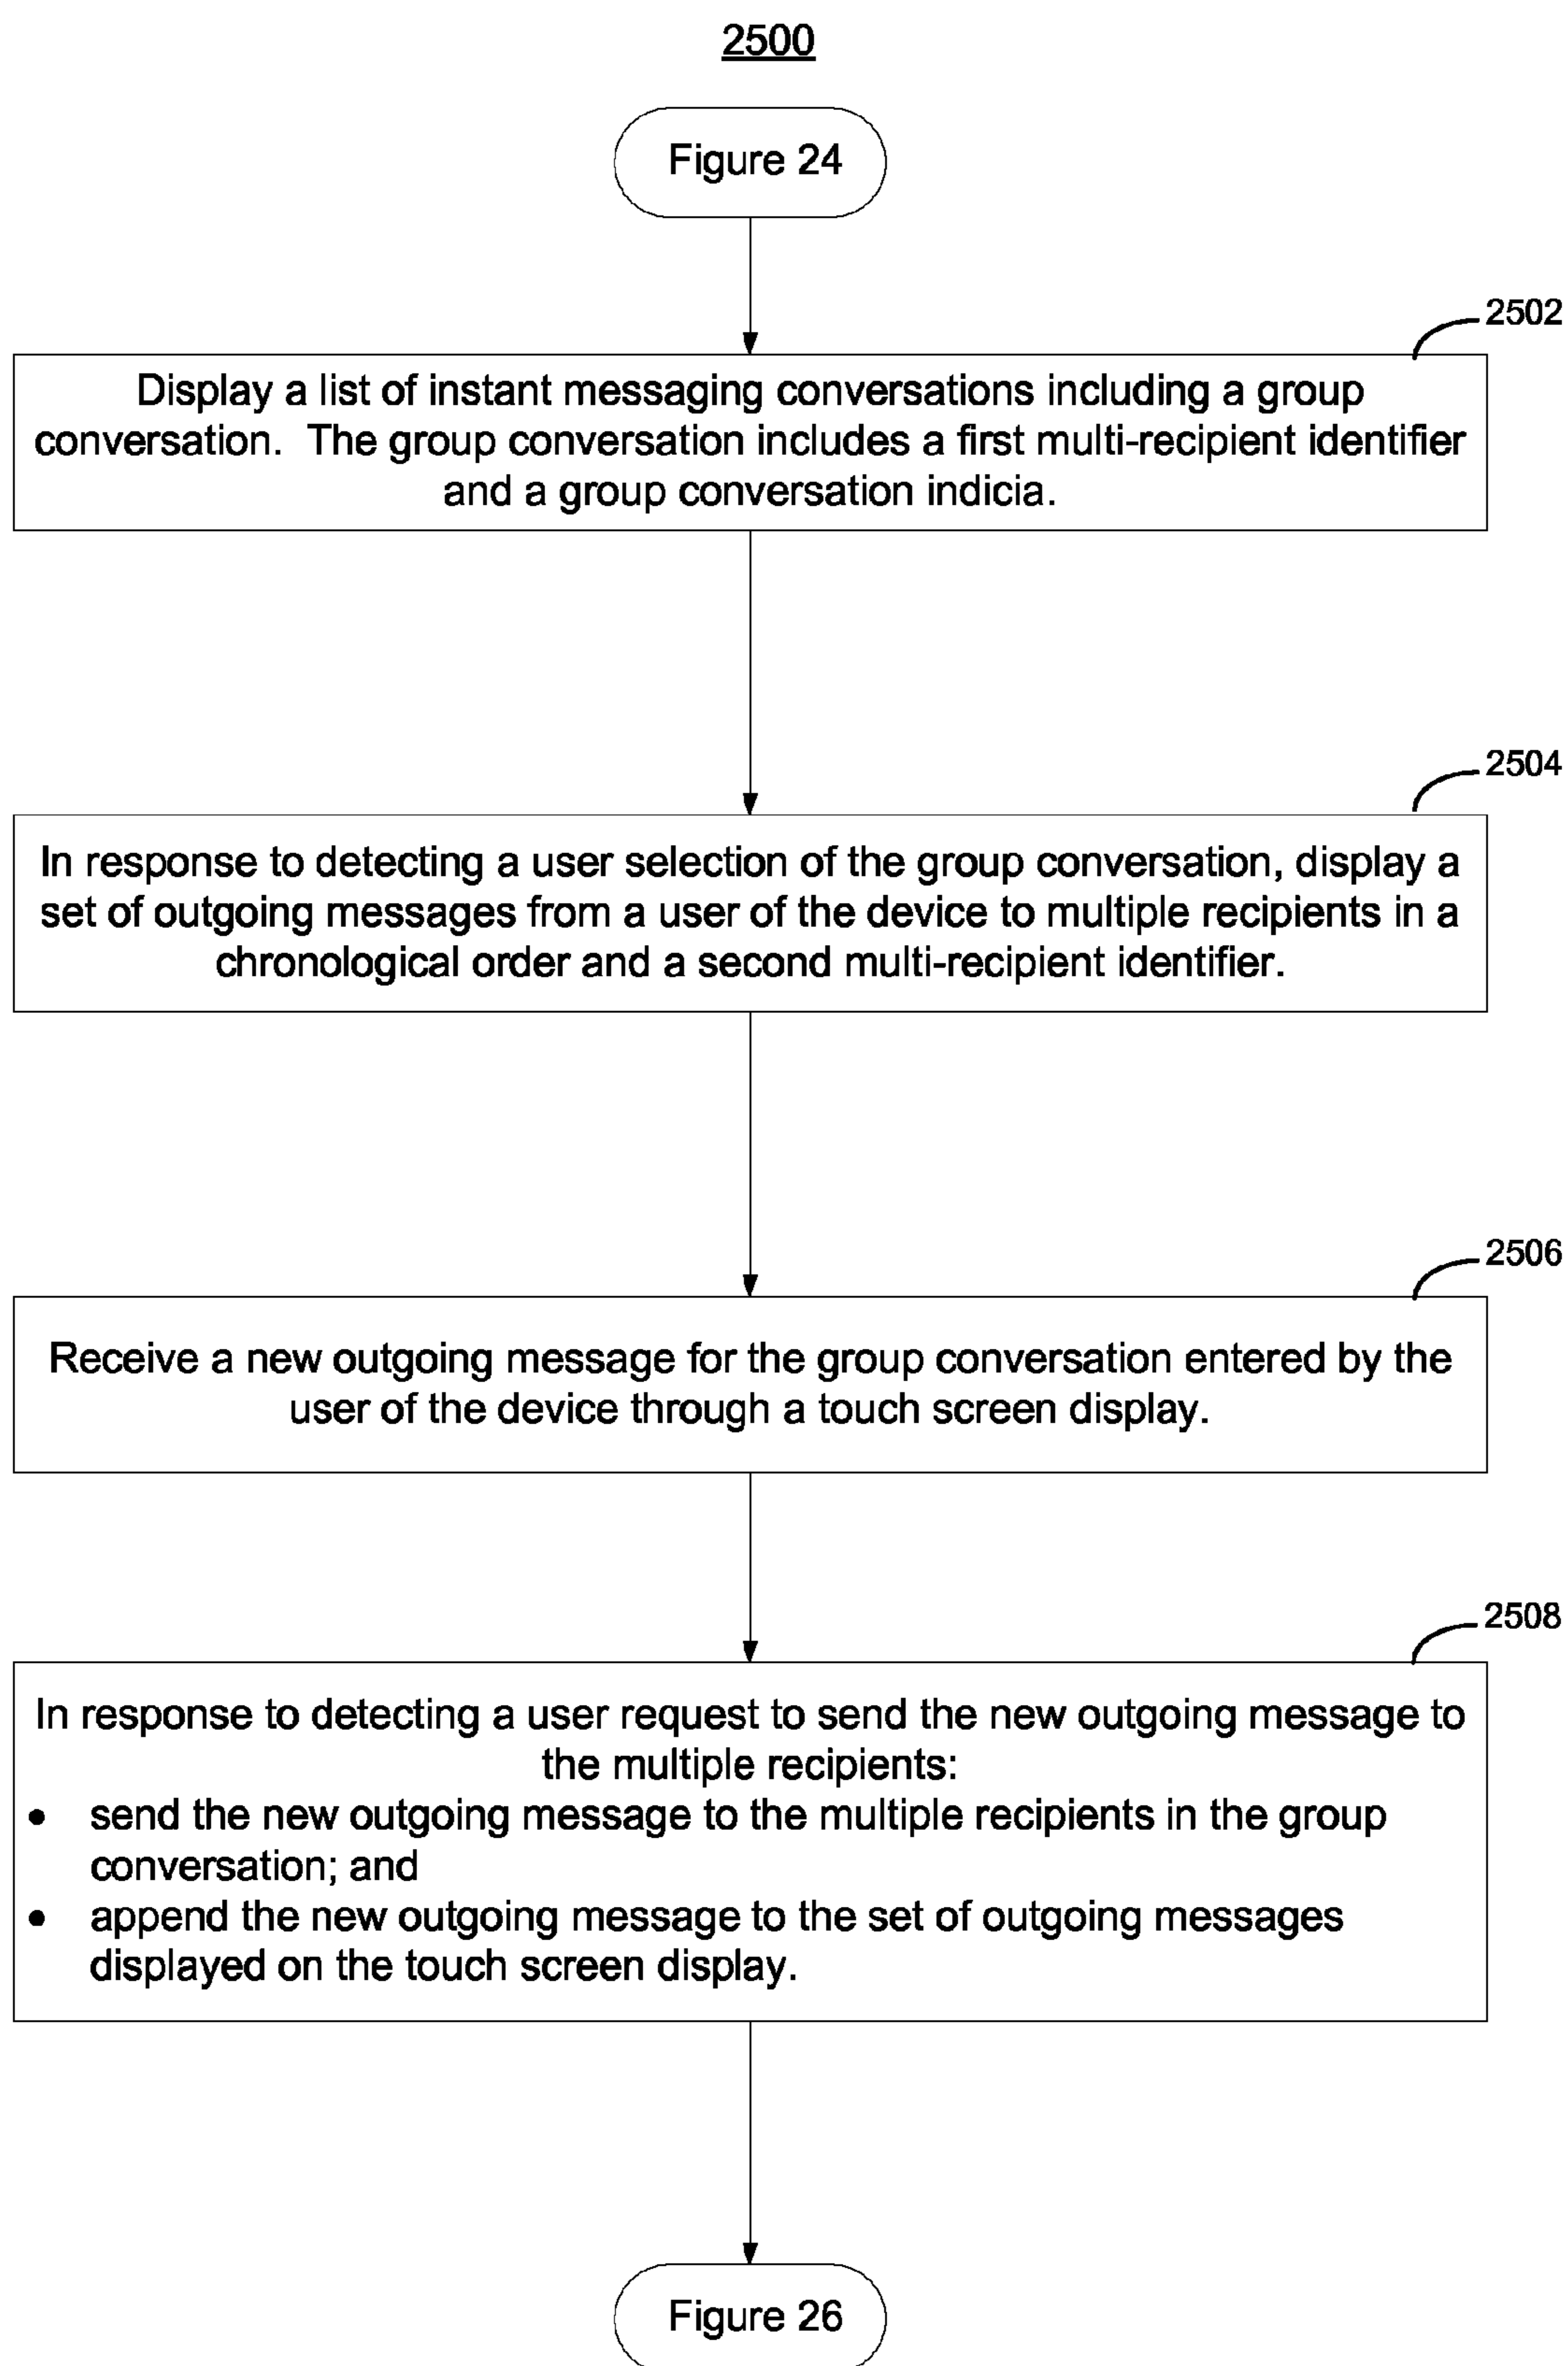 2500
Figure 24
2502
Display a list of instant messaging conversations including a group
conversation.  The group conversation includes a first multi-recipient identifier
and a group conversation indicia.
2504
In response to detecting a user selection of the group conversation, display a
set of outgoing messages from a user of the device to multiple recipients in a
chronological order and a second multi-recipient identifier.
2506
Receive a new outgoing message for the group conversation entered by the
user of the device through a touch screen display.
2508
In response to detecting a user request to send the new outgoing message to
the multiple recipients:
• send the new outgoing message to the multiple recipients in the group
conversation; and
• append the new outgoing message to the set of outgoing messages
displayed on the touch screen display.
Figure 26